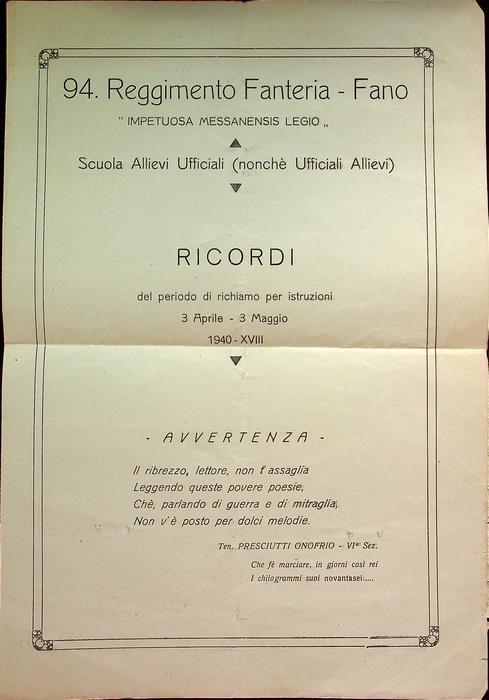 94. Reggimento Fanteria - Fano
" IMPETUOSA MESSANENSIS LEGIO „
Scuola Allievi Ufficiali (nonchè Ufficiali Allievi)
RICORDI
del periodo di richiamo per istruzioni
3 Aprile - 3 Maggio
1940 - XVIII
- AVVERTENZA -
Il ribrezzo, lettore, non t'assaglia
Leggendo queste povere poesie,
Chè, parlando di guerra e di mitraglia,
Non v'è posto per dolci melodie.
Ten. PRESCIUTTI ONOFRIO - VIª Sez.
Che fè marciare, in giorni così rei
I chilogrammi suoi novantasei.....